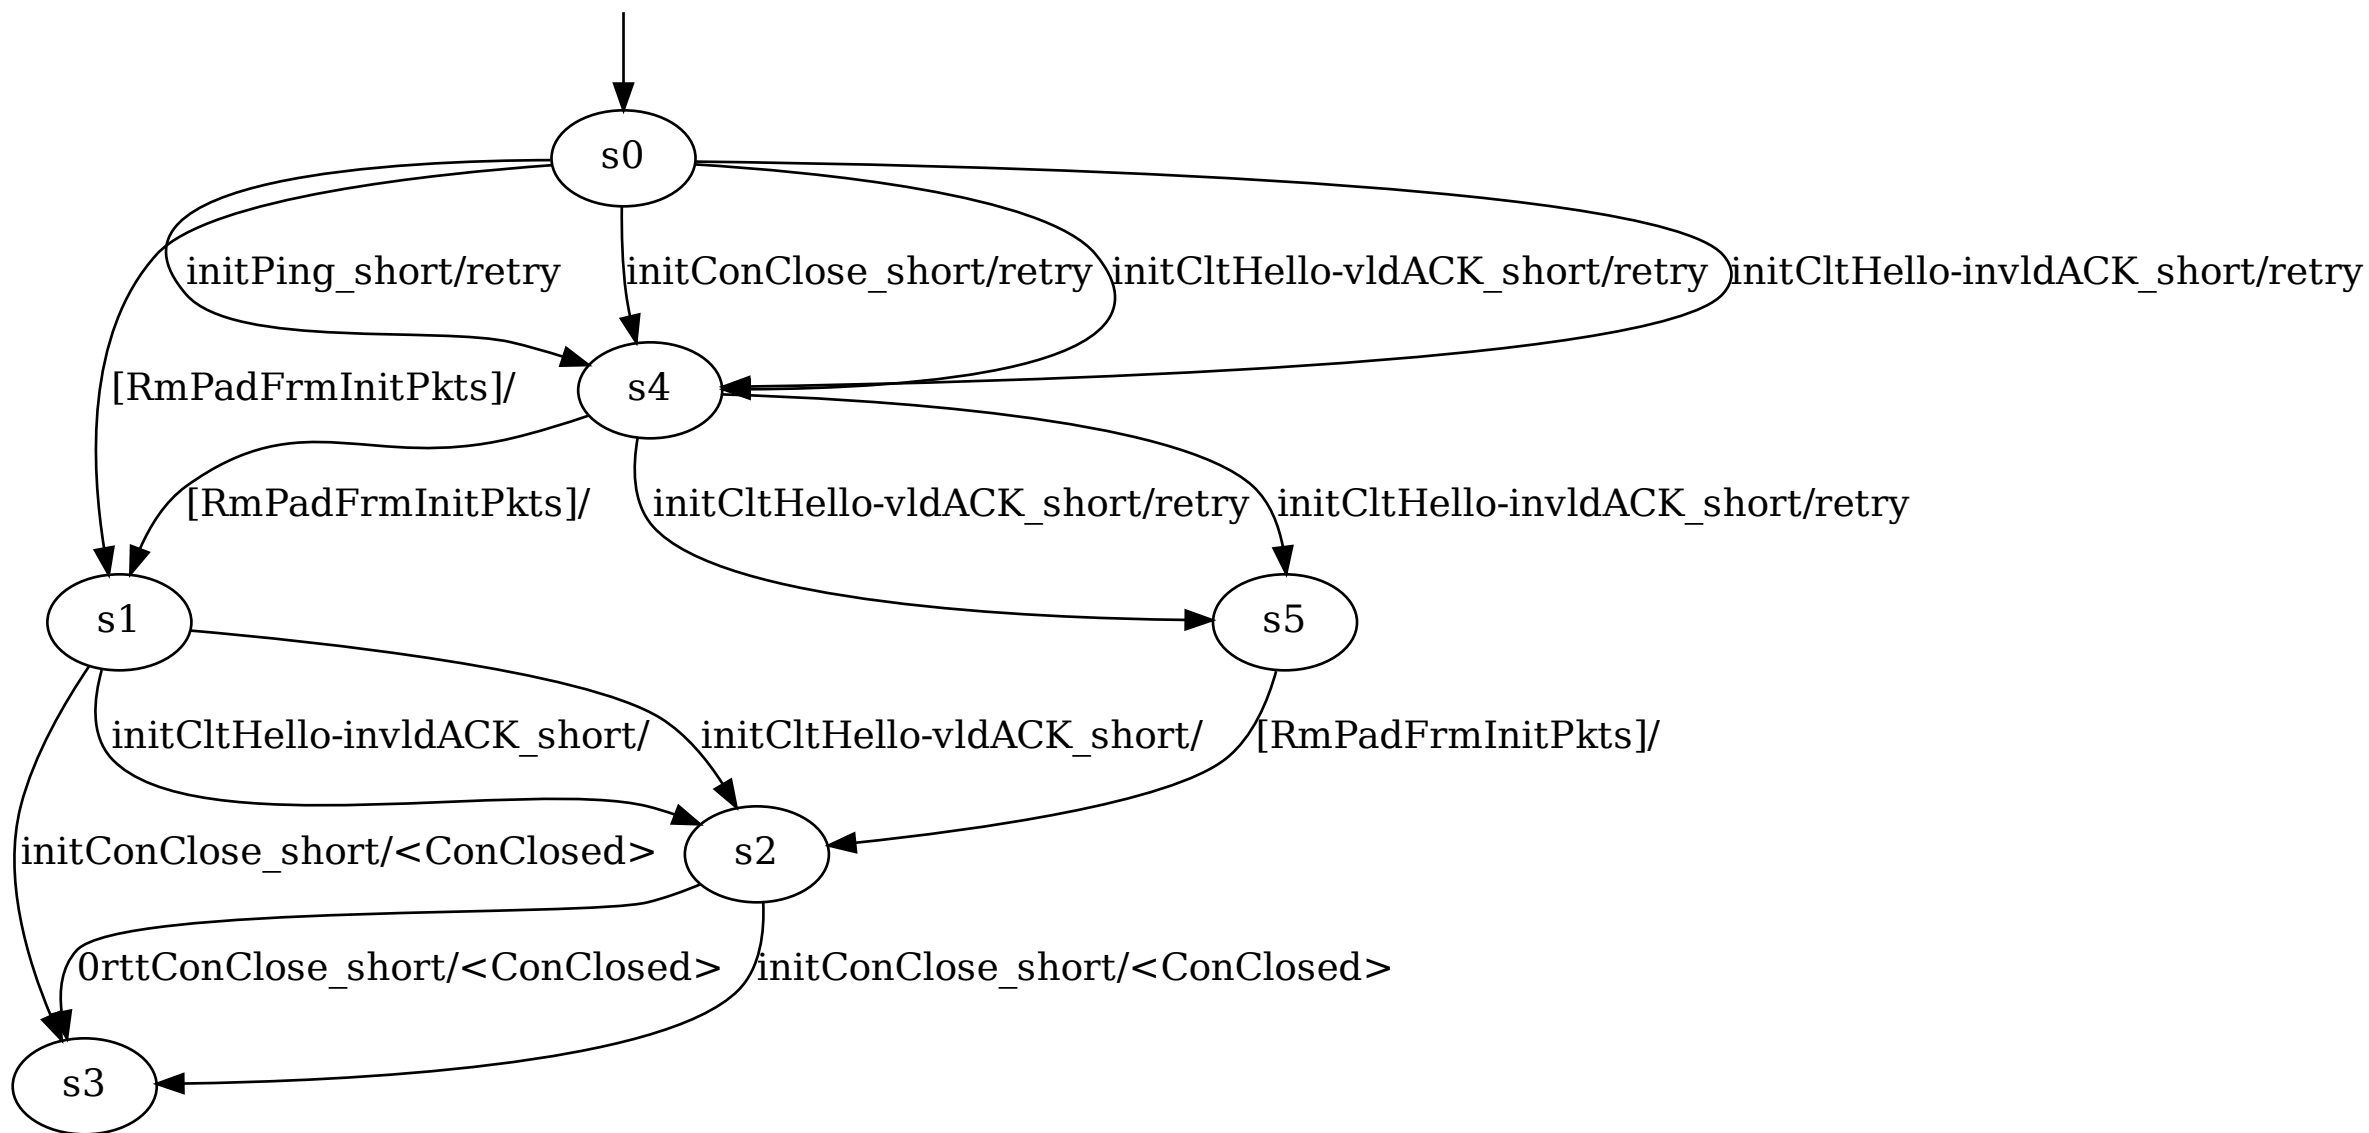 s0
initPing_short/retry
initConClose_short/retry
initCltHello-vldACK_short/retry
initCltHello-invldACK_short/retry
[RmPadFrmInitPkts]/
s4
[RmPadFrmInitPkts]/
initCltHello-vldACK_short/retry
initCltHello-invldACK_short/retry
s1
s5
initCltHello-invldACK_short/
initCltHello-vldACK_short/
[RmPadFrmInitPkts]/
initConClose_short/<ConClosed>
s2
0rttConClose_short/<ConClosed>
initConClose_short/<ConClosed>
s3